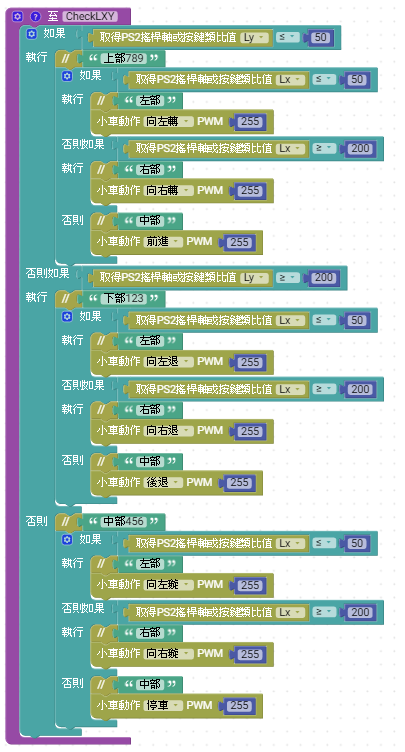 至 CheckLXY
如果 取得PS2搖桿軸或按鍵類比值 Ly ≤ 50
執行 // “ 上部789 ”
如果 取得PS2搖桿軸或按鍵類比值 Lx ≤ 50
執行 // “ 左部 ”
小車動作 向左轉 PWM 255
否則如果 取得PS2搖桿軸或按鍵類比值 Lx ≥ 200
執行 // “ 右部 ”
小車動作 向右轉 PWM 255
否則 // “ 中部 ”
小車動作 前進 PWM 255
否則如果 取得PS2搖桿軸或按鍵類比值 Ly ≥ 200
執行 // “ 下部123 ”
如果 取得PS2搖桿軸或按鍵類比值 Lx ≤ 50
執行 // “ 左部 ”
小車動作 向左退 PWM 255
否則如果 取得PS2搖桿軸或按鍵類比值 Lx ≥ 200
執行 // “ 右部 ”
小車動作 向右退 PWM 255
否則 // “ 中部 ”
小車動作 後退 PWM 255
否則 // “ 中部456 ”
如果 取得PS2搖桿軸或按鍵類比值 Lx ≤ 50
執行 // “ 左部 ”
小車動作 向左旋 PWM 255
否則如果 取得PS2搖桿軸或按鍵類比值 Lx ≥ 200
執行 // “ 右部 ”
小車動作 向右旋 PWM 255
否則 // “ 中部 ”
小車動作 停車 PWM 255